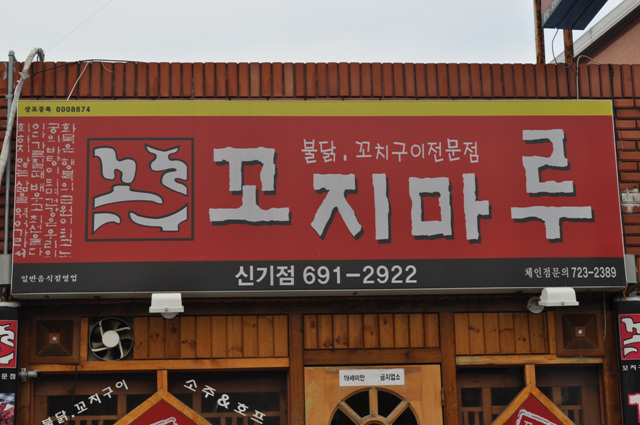 상표등록 0006874
불닭, 꼬치구이전문점
꼬지마루
일반음식점영업
신기점 691-2922
체인점문의 723-2389
19세미만 금지업소
불닭 꼬치구이
소주&호프